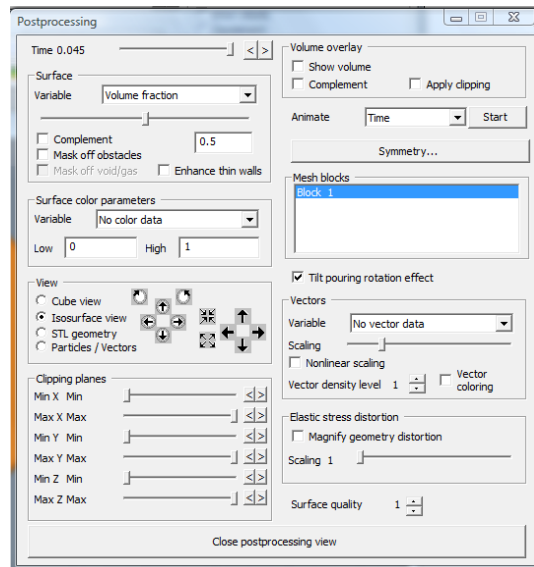 Postprocessing
Time 0.045
Surface
Variable Volume fraction
Complement 0.5
Mask off obstacles
Mask off void/gas Enhance thin walls
Surface color parameters
Variable No color data
Low 0 High 1
View
Cube view
Isosurface view
STL geometry
Particles / Vectors
Clipping planes
Min X Min
Max X Max
Min Y Min
Max Y Max
Min Z Min
Max Z Max
Volume overlay
Show volume
Complement Apply clipping
Animate Time Start
Symmetry...
Mesh blocks
Block 1
Tilt pouring rotation effect
Vectors
Variable No vector data
Scaling
Nonlinear scaling
Vector density level 1 Vector coloring
Elastic stress distortion
Magnify geometry distortion
Scaling 1
Surface quality 1
Close postprocessing view